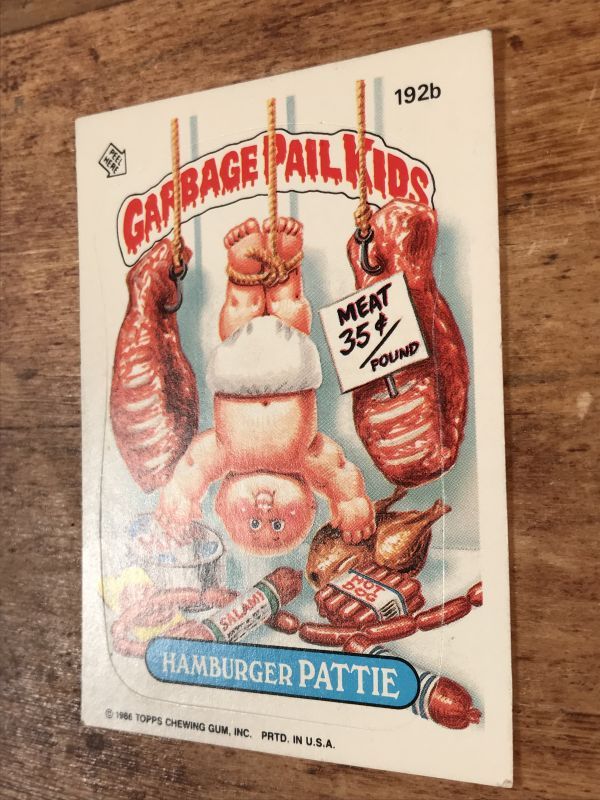 192b
PEEL
HERE
GARBAGE PAIL KIDS
MEAT
35¢/
POUND
HOT
DOG
SALAMI
HAMBURGER PATTIE
© 1986 TOPPS CHEWING GUM, INC. PRTD. IN U.S.A.